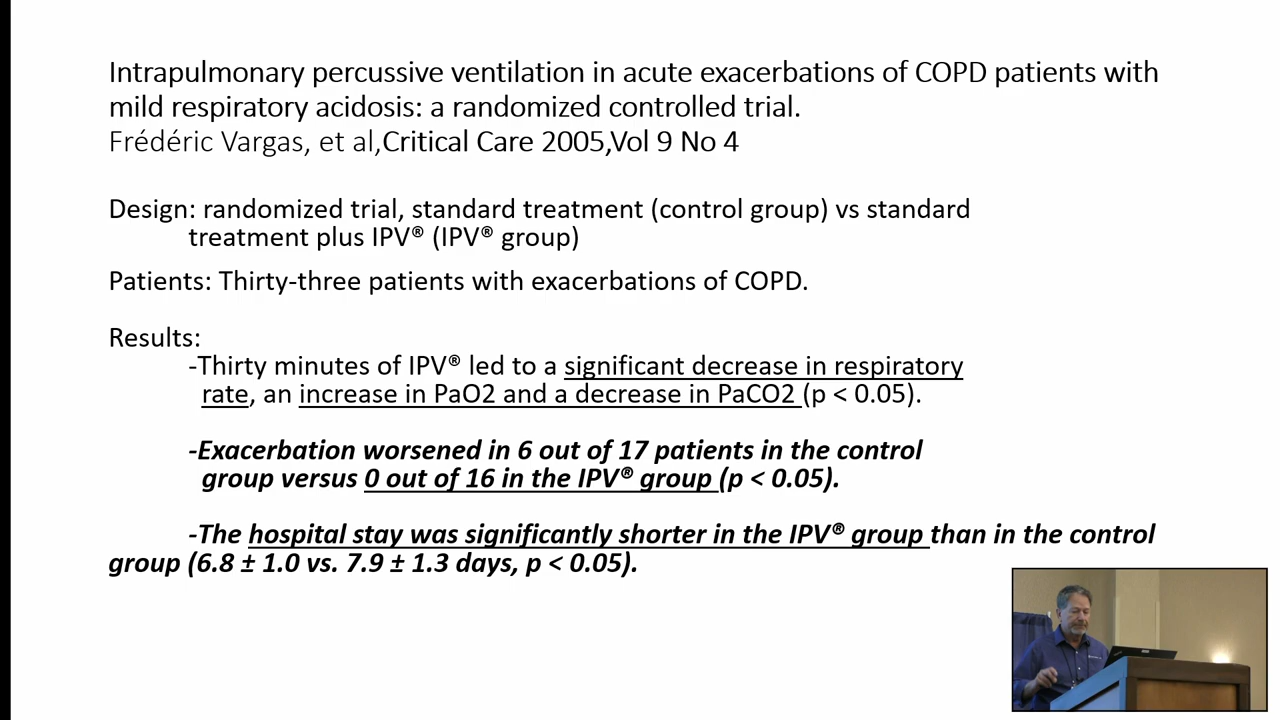 Intrapulmonary percussive ventilation in acute exacerbations of COPD patients with
mild respiratory acidosis: a randomized controlled trial.
Frédéric Vargas, et al,Critical Care 2005,Vol 9 No 4
Design: randomized trial, standard treatment (control group) vs standard
treatment plus IPV® (IPV® group)
Patients: Thirty-three patients with exacerbations of COPD.
Results:
-Thirty minutes of IPV® led to a significant decrease in respiratory
rate, an increase in PaO2 and a decrease in PaCO2 (p < 0.05).
-Exacerbation worsened in 6 out of 17 patients in the control
group versus 0 out of 16 in the IPV® group (p < 0.05).
-The hospital stay was significantly shorter in the IPV® group than in the control
group (6.8 ± 1.0 vs. 7.9 ± 1.3 days, p < 0.05).